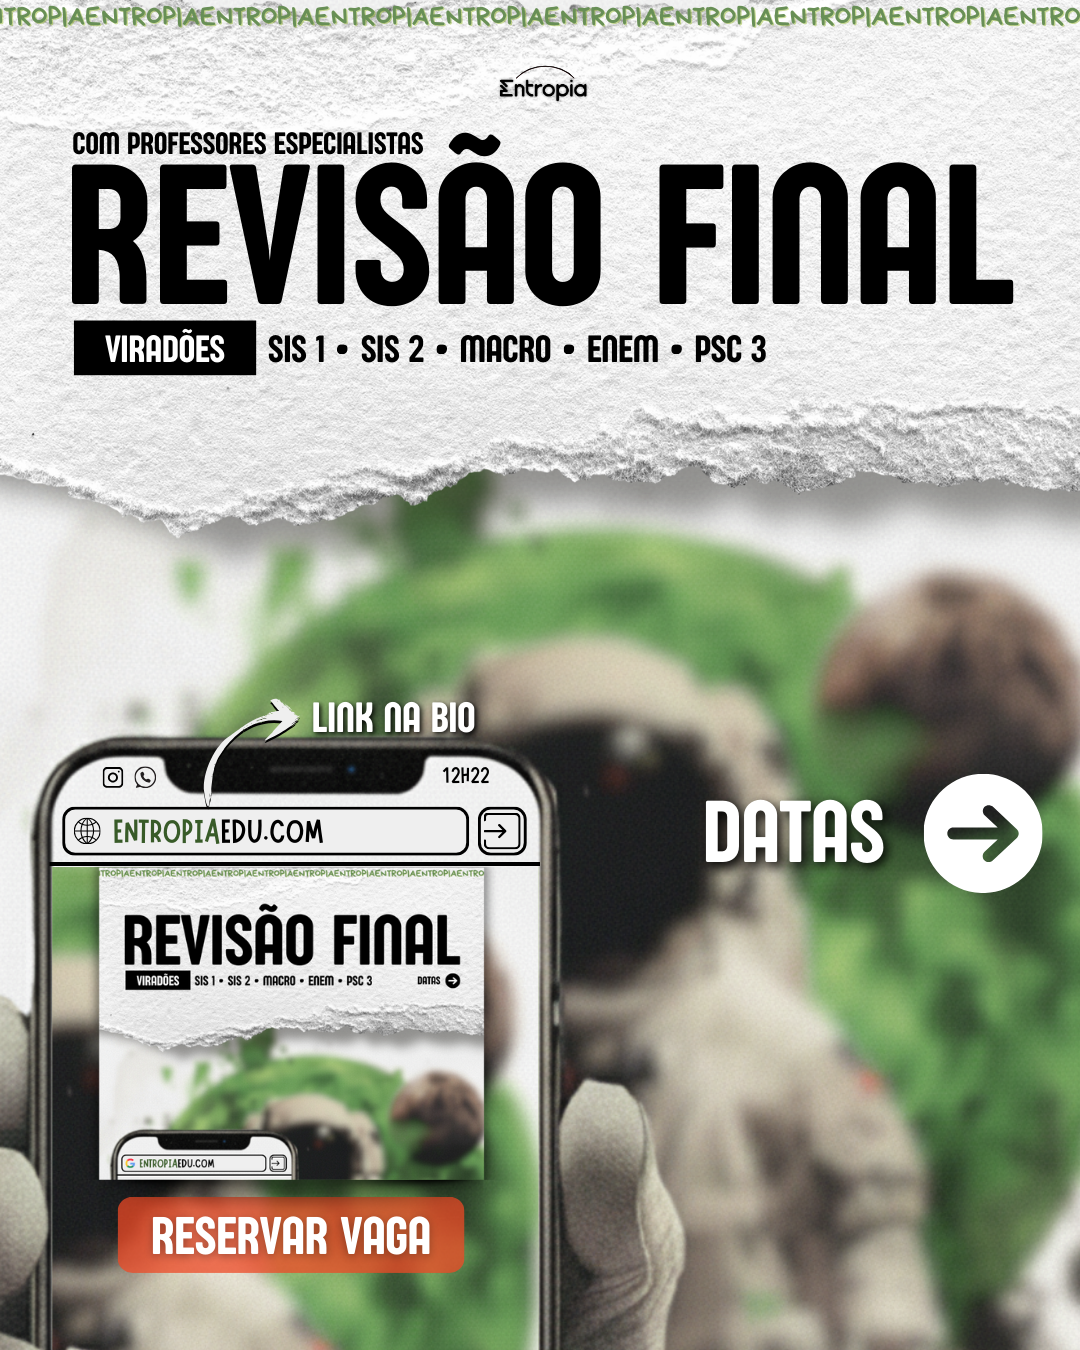 NTROPIAENTROPIAENTROPIAENTROPIAENTROPIAENTROPIAENTROPIAENTROPIAENTROPIAENTRO
Entropia
COM PROFESSORES ESPECIALISTAS
REVISÃO FINAL
VIRADÕES SIS 1 • SIS 2 • MACRO • ENEM • PSC 3
LINK NA BIO
12H22
ENTROPIAEDU.COM
DATAS
NTROPIAENTROPIAENTROPIAENTROPIAENTROPIAENTROPIAENTROPIAENTROPIAENTROPIAENTRO
REVISÃO FINAL
VIRADÕES SIS 1 • SIS 2 • MACRO • ENEM • PSC 3 DATAS
G ENTROPIAEDU.COM
RESERVAR VAGA